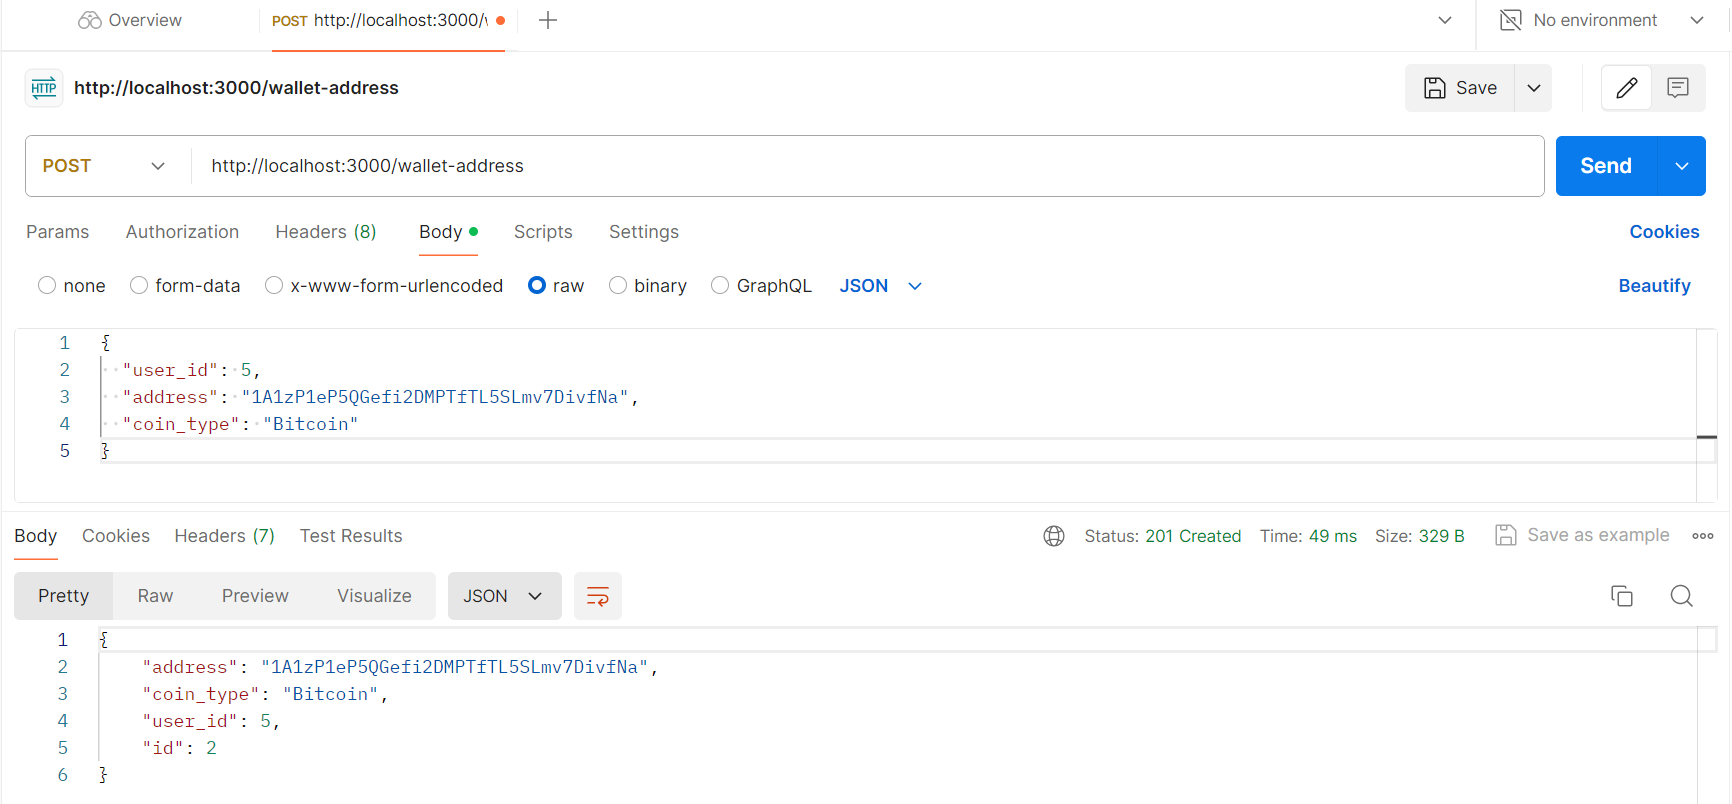 Overview
POST http://localhost:3000/v
No environment
HTTP http://localhost:3000/wallet-address
Save
POST http://localhost:3000/wallet-address
Send
Params Authorization Headers (8) Body Scripts Settings Cookies
none form-data x-www-form-urlencoded raw binary GraphQL JSON Beautify
1 {
2 "user_id": 5,
3 "address": "1A1zP1eP5QGefi2DMPTfTL5SLmv7DivfNa",
4 "coin_type": "Bitcoin"
5 }
Body Cookies Headers (7) Test Results Status: 201 Created Time: 49 ms Size: 329 B Save as example
Pretty Raw Preview Visualize JSON
1 {
2 "address": "1A1zP1eP5QGefi2DMPTfTL5SLmv7DivfNa",
3 "coin_type": "Bitcoin",
4 "user_id": 5,
5 "id": 2
6 }